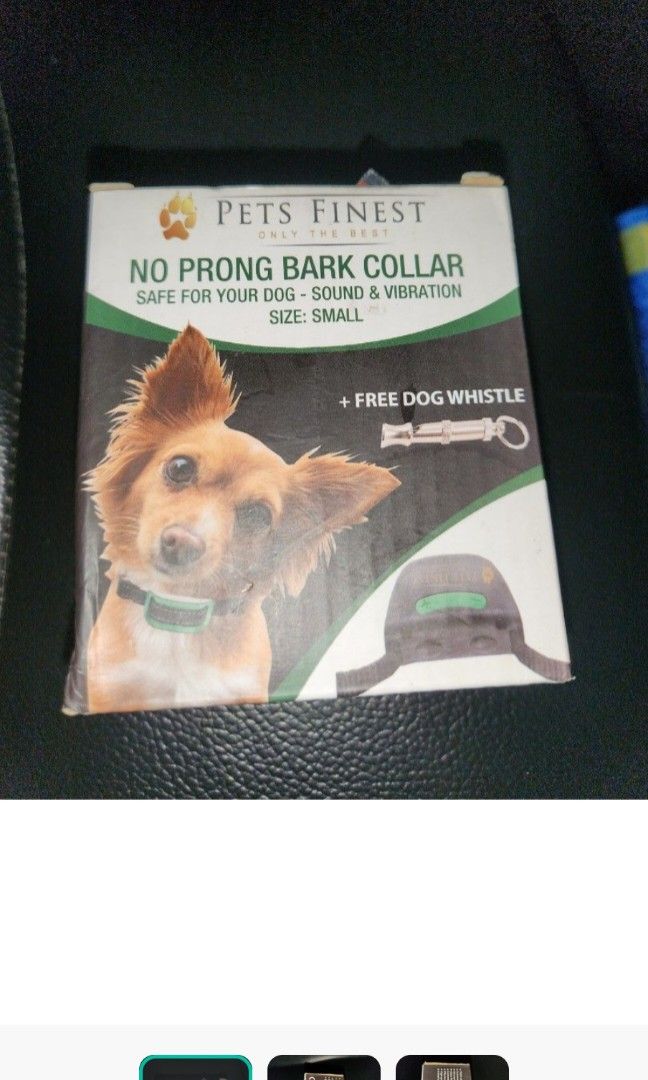 PETS FINEST
ONLY THE BEST
NO PRONG BARK COLLAR
SAFE FOR YOUR DOG - SOUND & VIBRATION
SIZE: SMALL
+ FREE DOG WHISTLE